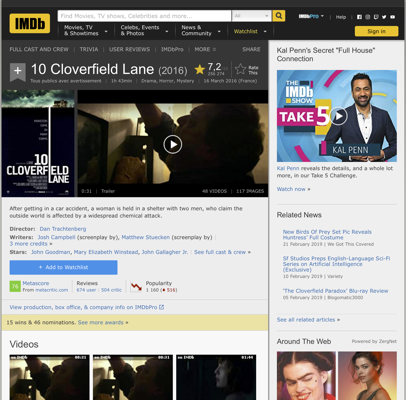 IMDb
Find Movies, TV shows, Celebrities and more...
All
Movies, TV & Showtimes
Celebs, Events & Photos
News & Community
Watchlist
IMDbPro
Help
Sign in
FULL CAST AND CREW | TRIVIA | USER REVIEWS | IMDbPro | MORE
SHARE
10 Cloverfield Lane (2016)
7,2
Rate This
Tous publics avec avertissement | 1h 43min | Drama, Horror, Mystery | 16 March 2016 (France)
10
CLOVERFIELD
LANE
0:31 | Trailer
48 VIDEOS | 117 IMAGES
After getting in a car accident, a woman is held in a shelter with two men, who claim the
outside world is affected by a widespread chemical attack.
Director: Dan Trachtenberg
Writers: Josh Campbell (screenplay by), Matthew Stuecken (screenplay by) |
3 more credits »
Stars: John Goodman, Mary Elizabeth Winstead, John Gallagher Jr. | See full cast & crew »
+ Add to Watchlist
76
Metascore
From metacritic.com
Reviews
874 user | 504 critic
Popularity
1 160
View production, box office, & company info on IMDbPro
15 wins & 46 nominations. See more awards »
Videos
00:31
00:31
Kal Penn's Secret "Full House"
Connection
THE
IMDb
SHOW
TAKE 5
KAL PENN
Kal Penn reveals the details, and a whole lot
more, in our Take 5 Challenge.
Watch now »
Related News
New Birds Of Prey Set Pic Reveals
Huntress' Full Costume
21 February 2019 | We Got This Covered
Sf Studios Preps English-Language Sci-Fi
Series on Artificial Intelligence
(Exclusive)
20 February 2019 | Variety
'The Cloverfield Paradox' Blu-ray Review
05 February 2019 | Blogomatic3000
See all related articles »
Around The Web
Powered by ZergNet